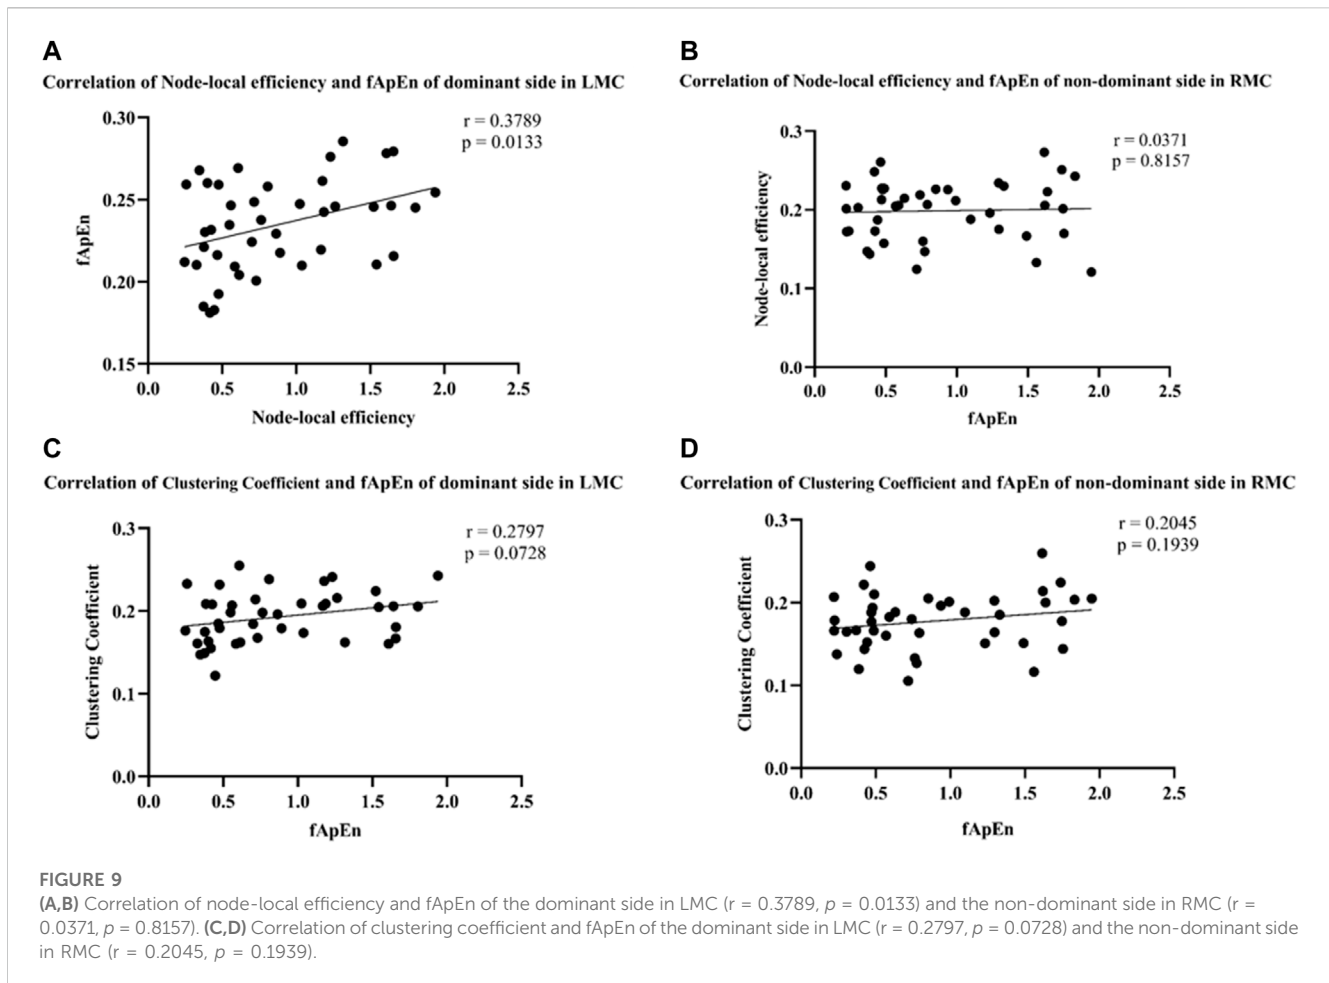 A
Correlation of Node-local efficiency and fApEn of dominant side in LMC
r = 0.3789
p = 0.0133
0.30
0.25
0.20
0.15
fApEn
0.0 0.5 1.0 1.5 2.0 2.5
Node-local efficiency
B
Correlation of Node-local efficiency and fApEn of non-dominant side in RMC
r = 0.0371
p = 0.8157
0.3
0.2
0.1
0.0
Node-local efficiency
0.0 0.5 1.0 1.5 2.0 2.5
fApEn
C
Correlation of Clustering Coefficient and fApEn of dominant side in LMC
r = 0.2797
p = 0.0728
0.3
0.2
0.1
0.0
Clustering Coefficient
0.0 0.5 1.0 1.5 2.0 2.5
fApEn
D
Correlation of Clustering Coefficient and fApEn of non-dominant side in RMC
r = 0.2045
p = 0.1939
0.3
0.2
0.1
0.0
Clustering Coefficient
0.0 0.5 1.0 1.5 2.0 2.5
fApEn
FIGURE 9
(A,B) Correlation of node-local efficiency and fApEn of the dominant side in LMC (r = 0.3789, p = 0.0133) and the non-dominant side in RMC (r =
0.0371, p = 0.8157). (C,D) Correlation of clustering coefficient and fApEn of the dominant side in LMC (r = 0.2797, p = 0.0728) and the non-dominant side
in RMC (r = 0.2045, p = 0.1939).